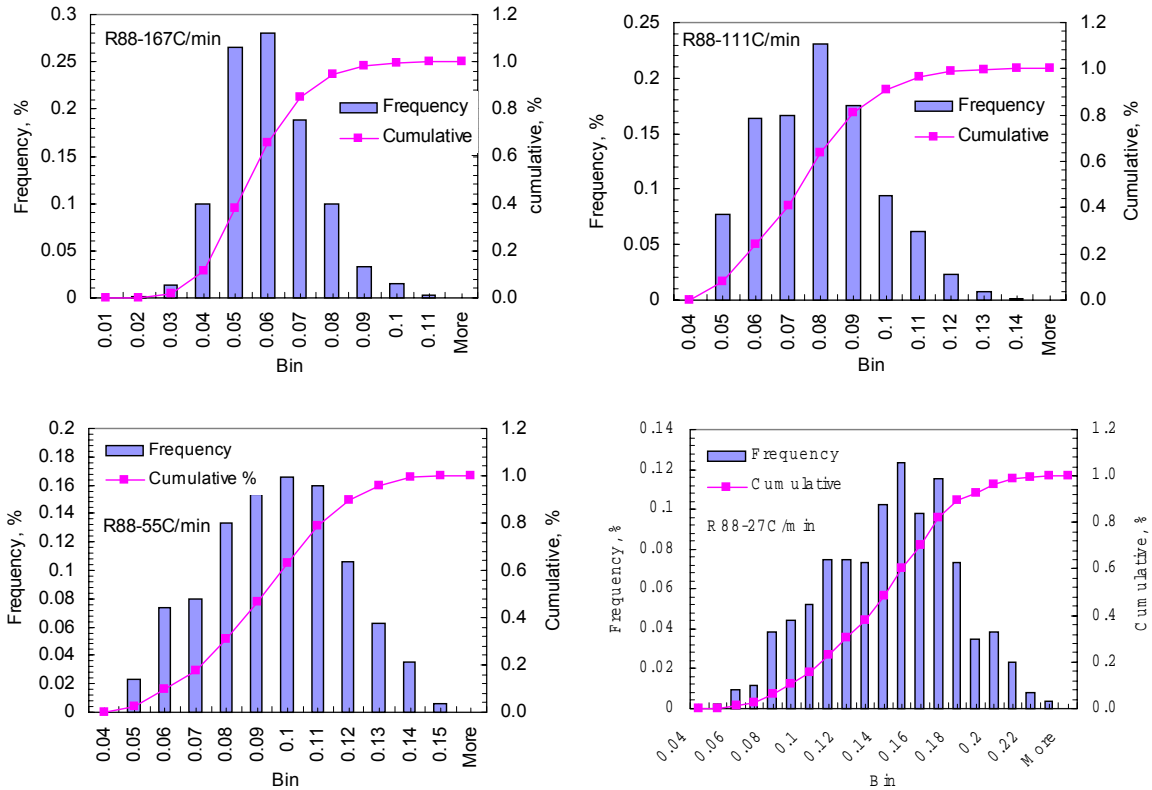 R88-167C/min
Frequency
Cumulative
Frequency, %
0.3
0.25
0.2
0.15
0.1
0.05
0
1.2
1.0
0.8
0.6
0.4
0.2
0.0
cumulative, %
0.01 0.02 0.03 0.04 0.05 0.06 0.07 0.08 0.09 0.1 0.11 More
Bin
R88-111C/min
Frequency
Cumulative
Frequency, %
0.25
0.2
0.15
0.1
0.05
0
1.2
1.0
0.8
0.6
0.4
0.2
0.0
Cumulative, %
0.04 0.05 0.06 0.07 0.08 0.09 0.1 0.11 0.12 0.13 0.14 More
Bin
Frequency
Cumulative %
R88-55C/min
Frequency, %
0.2
0.18
0.16
0.14
0.12
0.1
0.08
0.06
0.04
0.02
0
1.2
1.0
0.8
0.6
0.4
0.2
0.0
Cumulative, %
0.04 0.05 0.06 0.07 0.08 0.09 0.1 0.11 0.12 0.13 0.14 0.15 More
Bin
Frequency
Cumulative
R88-27C/min
Frequency, %
0.14
0.12
0.1
0.08
0.06
0.04
0.02
0
1.2
1.0
0.8
0.6
0.4
0.2
0.0
Cumulative, %
0.04 0.06 0.08 0.1 0.12 0.14 0.16 0.18 0.2 0.22 More
Bin